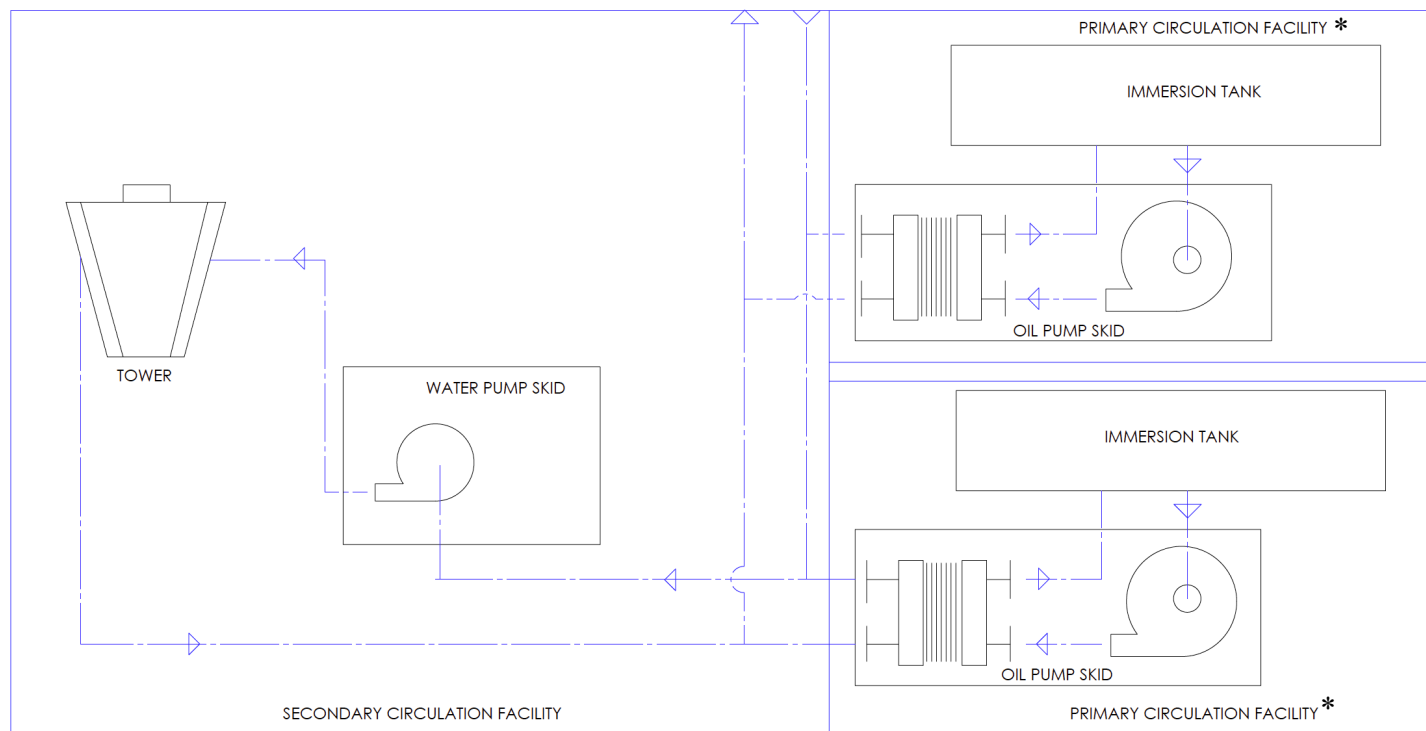 PRIMARY CIRCULATION FACILITY *
IMMERSION TANK
OIL PUMP SKID
TOWER
WATER PUMP SKID
IMMERSION TANK
OIL PUMP SKID
SECONDARY CIRCULATION FACILITY
PRIMARY CIRCULATION FACILITY *